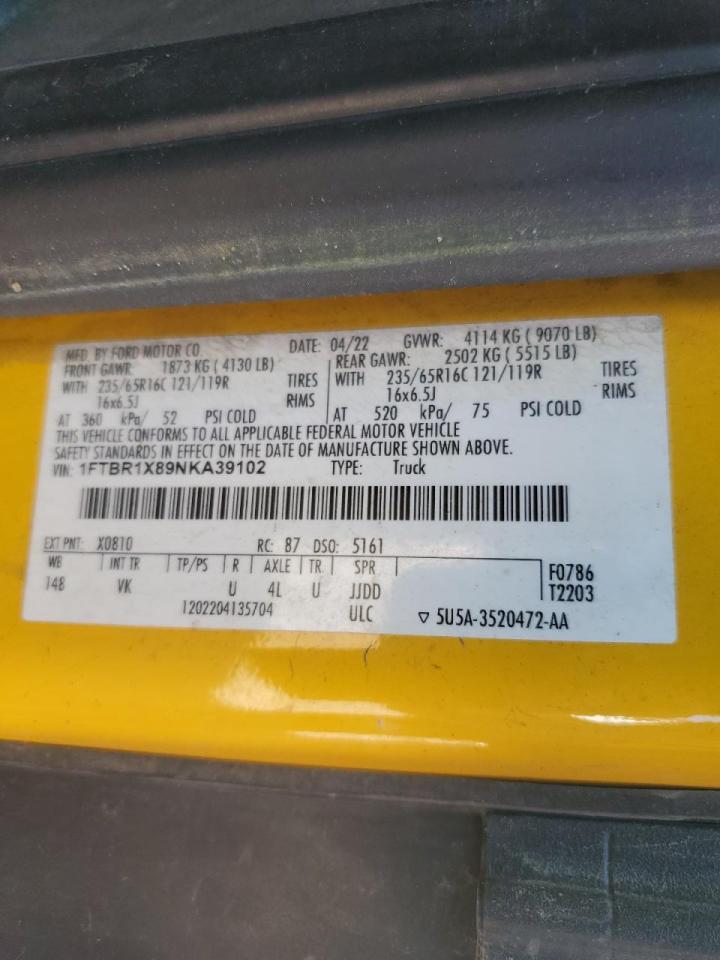 MFD. BY FORD MOTOR CO. DATE: 04/22 GVWR: 4114 KG ( 9070 LB)
FRONT GAWR: 1873 KG ( 4130 LB) REAR GAWR: 2502 KG ( 5515 LB)
WITH 235/65R16C 121/119R TIRES WITH 235/65R16C 121/119R TIRES
16x6.5J RIMS 16x6.5J RIMS
AT 360 kPa/ 52 PSI COLD AT 520 kPa/ 75 PSI COLD
THIS VEHICLE CONFORMS TO ALL APPLICABLE FEDERAL MOTOR VEHICLE
SAFETY STANDARDS IN EFFECT ON THE DATE OF MANUFACTURE SHOWN ABOVE.
VIN: 1FTBR1X89NKA39102 TYPE: Truck
EXT PNT: X0810 RC: 87 DSO: 5161
WB INT TR TP/PS R AXLE TR SPR F0786
148 VK U 4L U JJDD T2203
1202204135704 ULC ▽ 5U5A-3520472-AA